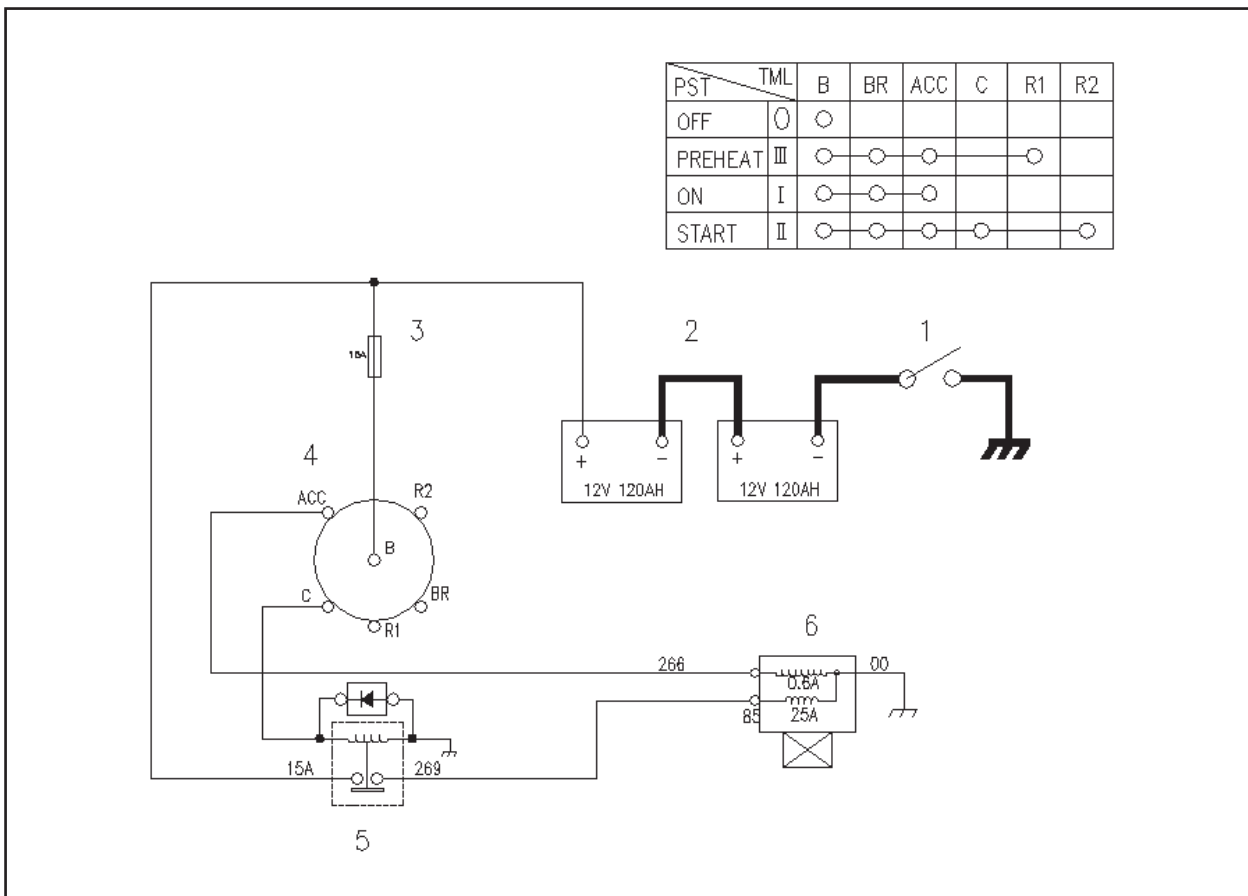 PST TML B BR ACC C R1 R2
OFF O
PREHEAT III
ON I
START II
3
2
1
15A
+ − + −
12V 120AH 12V 120AH
4
ACC R2
B
C BR
R1
6
266 00
0.6A
85 25A
15A 269
5